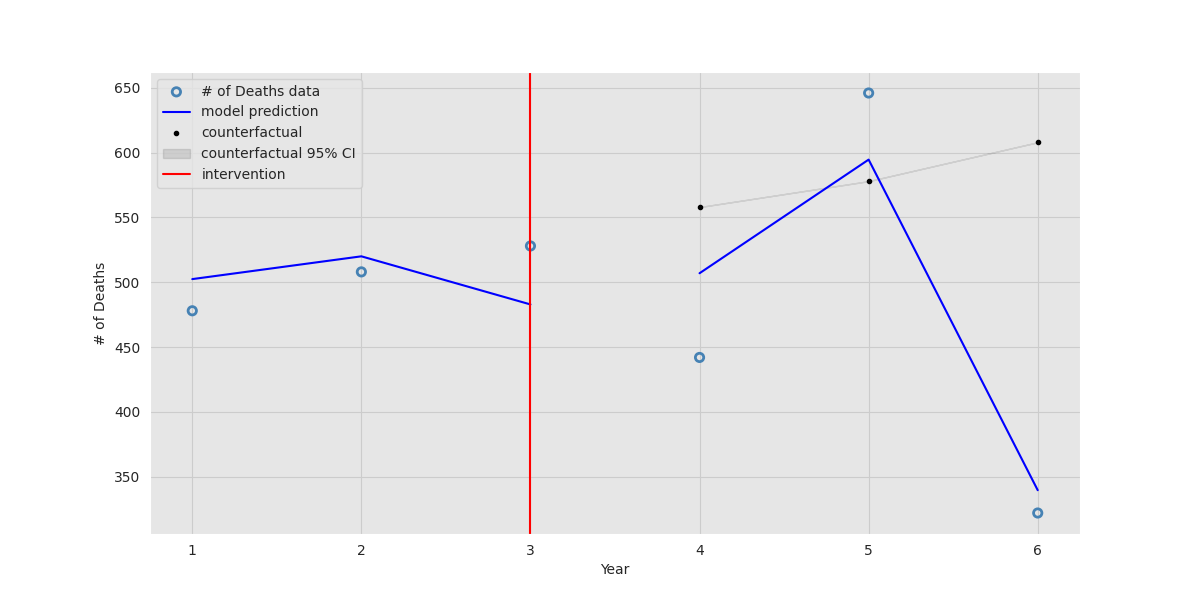 # of Deaths data
model prediction
counterfactual
counterfactual 95% CI
intervention
650
600
550
500
450
400
350
# of Deaths
1 2 3 4 5 6
Year